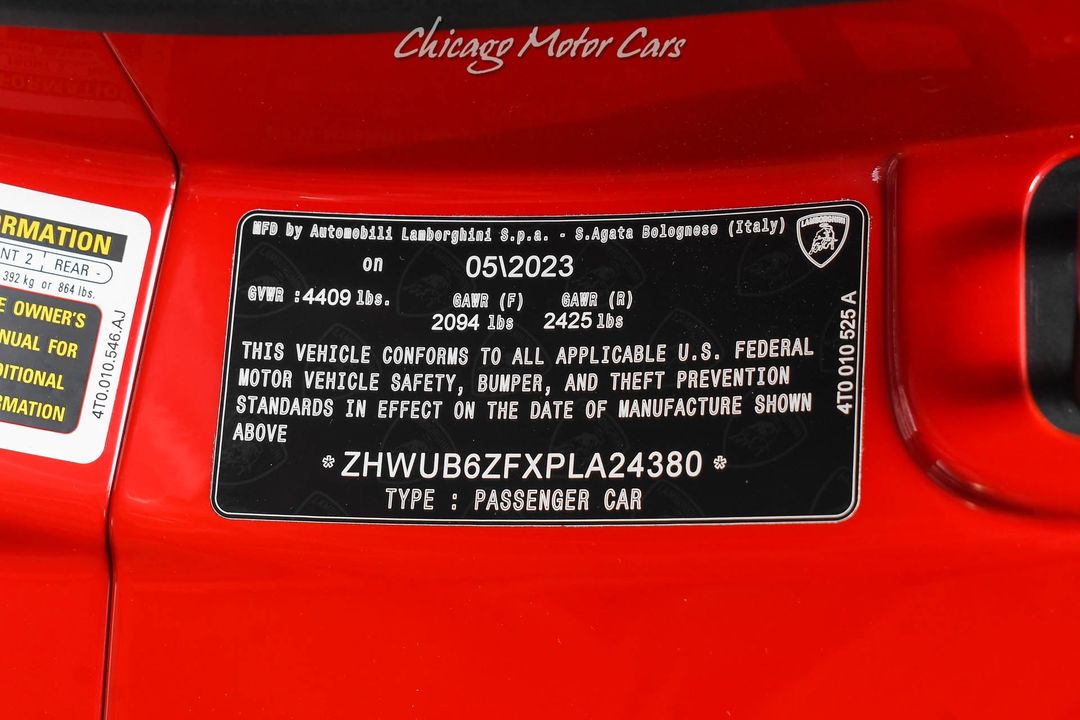 Chicago Motor Cars
ORMATION
NT 2 | REAR -
392 kg or 864 lbs.
E OWNER'S
NUAL FOR
DITIONAL
RMATION
4T0.010.546.AJ
MFD by Automobili Lamborghini S.p.a. - S.Agata Bolognese (Italy)
LAMBORGHINI
on 05\2023
GVWR : 4409 lbs. GAWR (F) GAWR (R)
2094 lbs 2425 lbs
THIS VEHICLE CONFORMS TO ALL APPLICABLE U.S. FEDERAL
MOTOR VEHICLE SAFETY, BUMPER, AND THEFT PREVENTION
STANDARDS IN EFFECT ON THE DATE OF MANUFACTURE SHOWN
ABOVE
* ZHWUB6ZFXPLA24380 *
TYPE : PASSENGER CAR
4T0 010 525 A